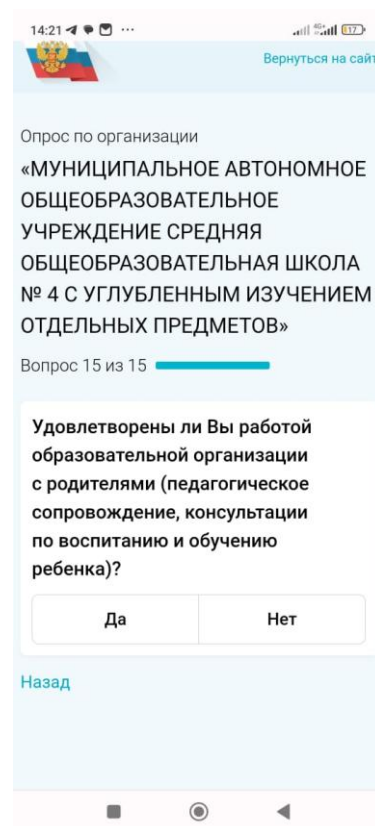 14:21 ...
4G+ 17
Вернуться на сайт
Опрос по организации
«МУНИЦИПАЛЬНОЕ АВТОНОМНОЕ
ОБЩЕОБРАЗОВАТЕЛЬНОЕ
УЧРЕЖДЕНИЕ СРЕДНЯЯ
ОБЩЕОБРАЗОВАТЕЛЬНАЯ ШКОЛА
№ 4 С УГЛУБЛЕННЫМ ИЗУЧЕНИЕМ
ОТДЕЛЬНЫХ ПРЕДМЕТОВ»
Вопрос 15 из 15
Удовлетворены ли Вы работой
образовательной организации
с родителями (педагогическое
сопровождение, консультации
по воспитанию и обучению
ребенка)?
Да Нет
Назад